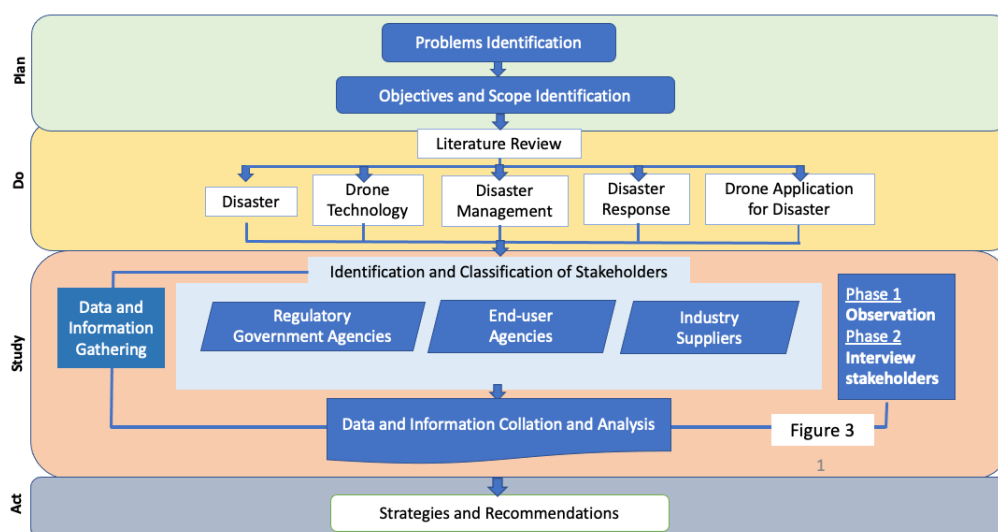 Plan
Problems Identification
Objectives and Scope Identification
Do
Literature Review
Disaster
Drone
Technology
Disaster
Management
Disaster
Response
Drone Application
for Disaster
Study
Identification and Classification of Stakeholders
Data and
Information
Gathering
Regulatory
Government Agencies
End-user
Agencies
Industry
Suppliers
Phase 1
Observation
Phase 2
Interview
stakeholders
Data and Information Collation and Analysis
Figure 3
1
Act
Strategies and Recommendations